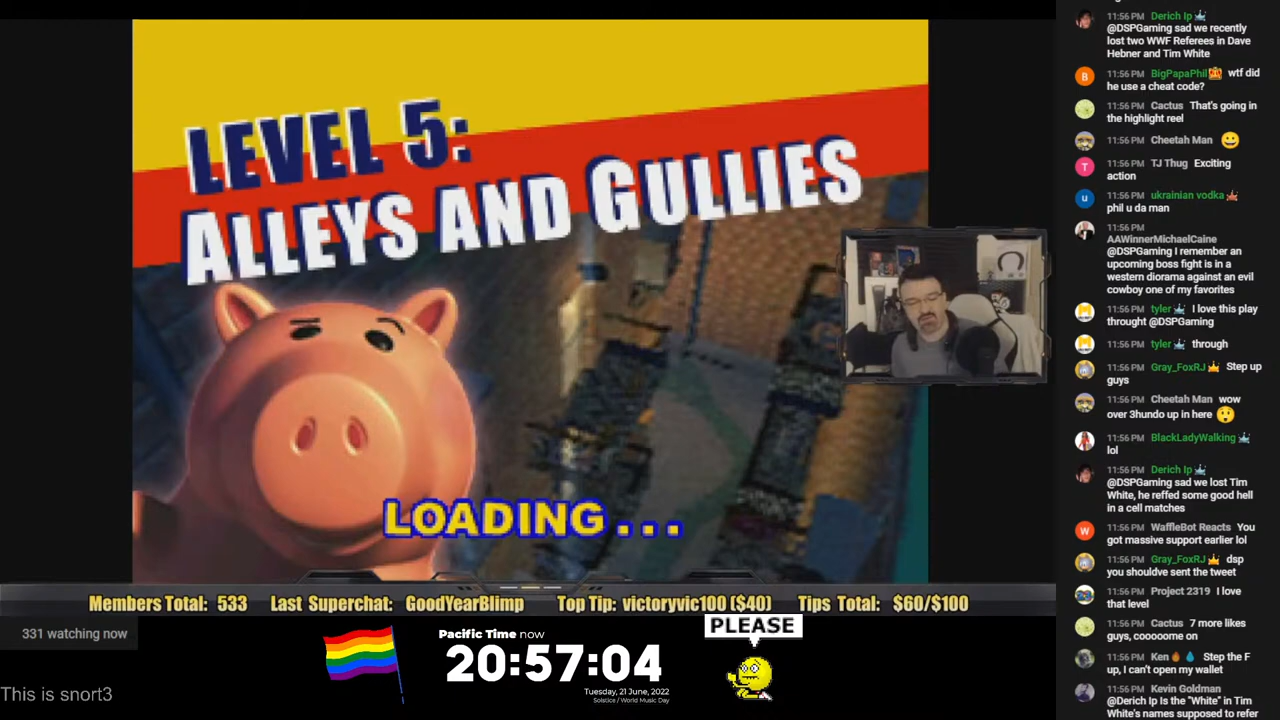 LEVEL 5:
ALLEYS AND GULLIES
LOADING...
Members Total: 533 Last Superchat: GoodYearBlimp Top Tip: victoryvic100 ($40) Tips Total: $60/$100
331 watching now
This is snort3
Pacific Time now
20:57:04
Tuesday, 21 June, 2022
Solstice / World Music Day
PLEASE
11:56 PM Derich Ip
@DSPGaming sad we recently
lost two WWF Referees in Dave
Hebner and Tim White
11:56 PM BigPapaPhil wtf did
he use a cheat code?
11:56 PM Cactus That's going in
the highlight reel
11:56 PM Cheetah Man 😀
11:56 PM TJ Thug Exciting
action
11:56 PM ukrainian vodka
phil u da man
11:56 PM
AAWinnerMichaelCaine
@DSPGaming I remember an
upcoming boss fight is in a
western diorama against an evil
cowboy one of my favorites
11:56 PM tyler I love this play
throught @DSPGaming
11:56 PM tyler through
11:56 PM Gray_FoxRJ Step up
guys
11:56 PM Cheetah Man wow
over 3hundo up in here 😲
11:56 PM BlackLadyWalking
lol
11:56 PM Derich Ip
@DSPGaming sad we lost Tim
White, he reffed some good hell
in a cell matches
11:56 PM WaffleBot Reacts You
got massive support earlier lol
11:56 PM Gray_FoxRJ dsp
you shouldve sent the tweet
11:56 PM Project 2319 I love
that level
11:56 PM Cactus 7 more likes
guys, cooooorne on
11:56 PM Ken🔥💧 Step the F
up, I can't open my wallet
11:56 PM Kevin Goldman
@Derich Ip Is the "White" in Tim
White's names supposed to refer